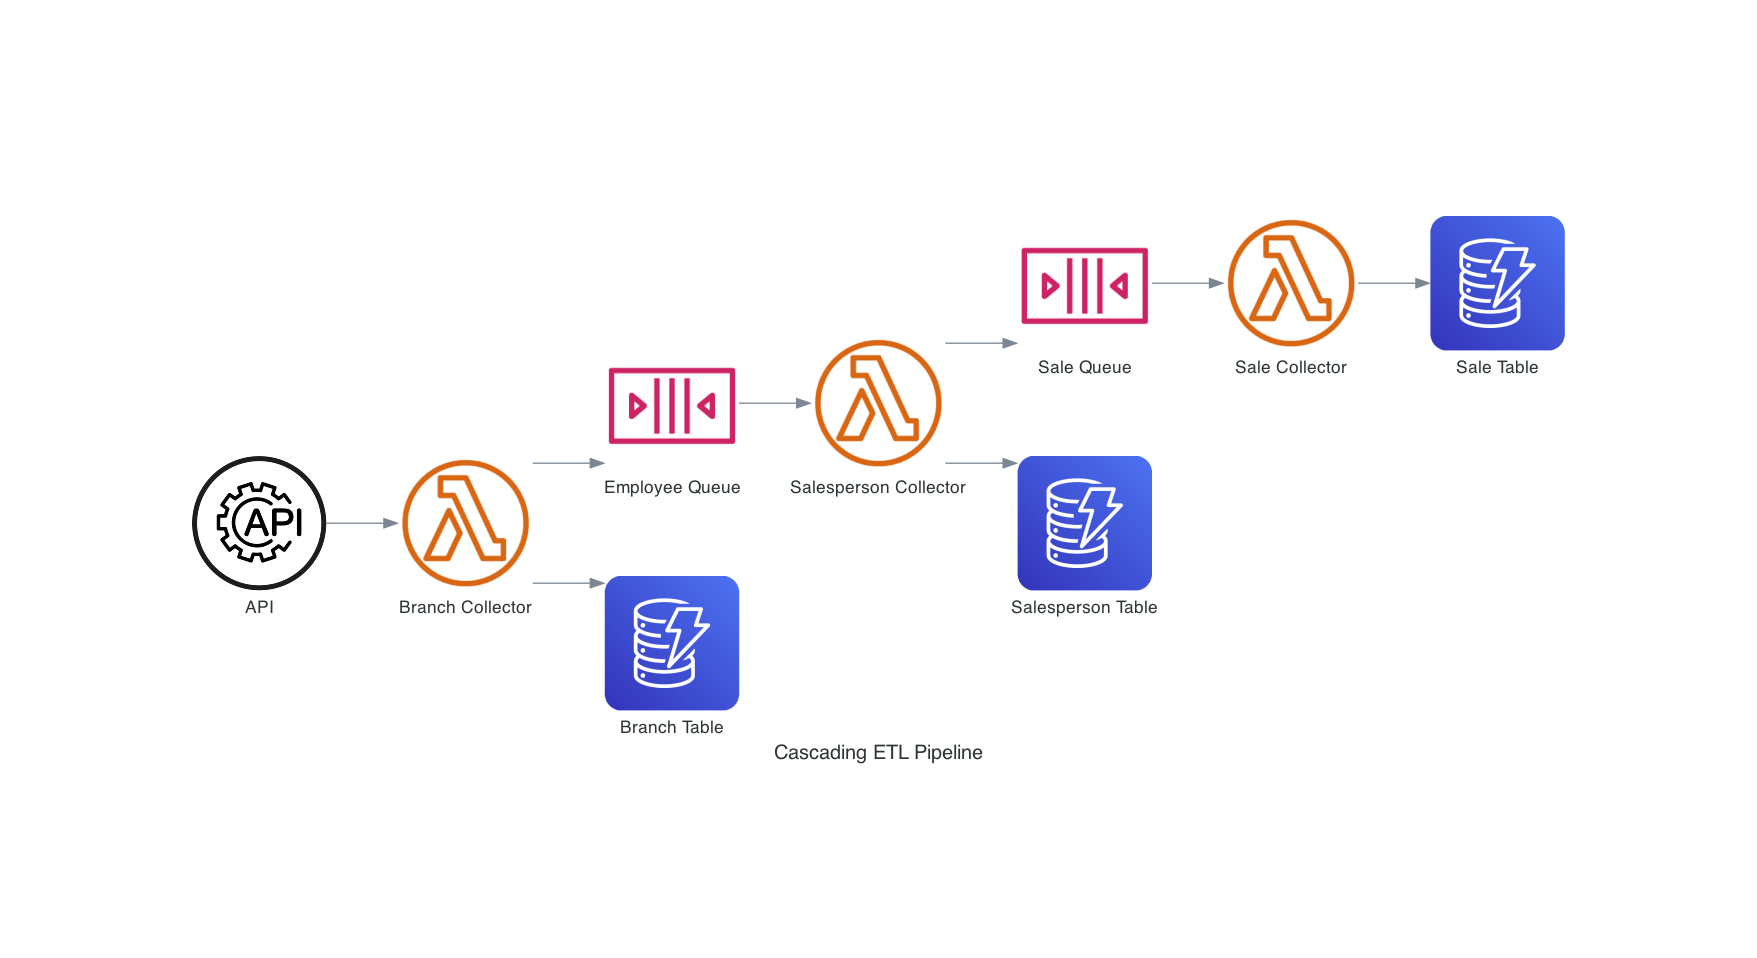 Sale Queue
Sale Collector
Sale Table
Employee Queue
Salesperson Collector
API
API
Branch Collector
Salesperson Table
Branch Table
Cascading ETL Pipeline